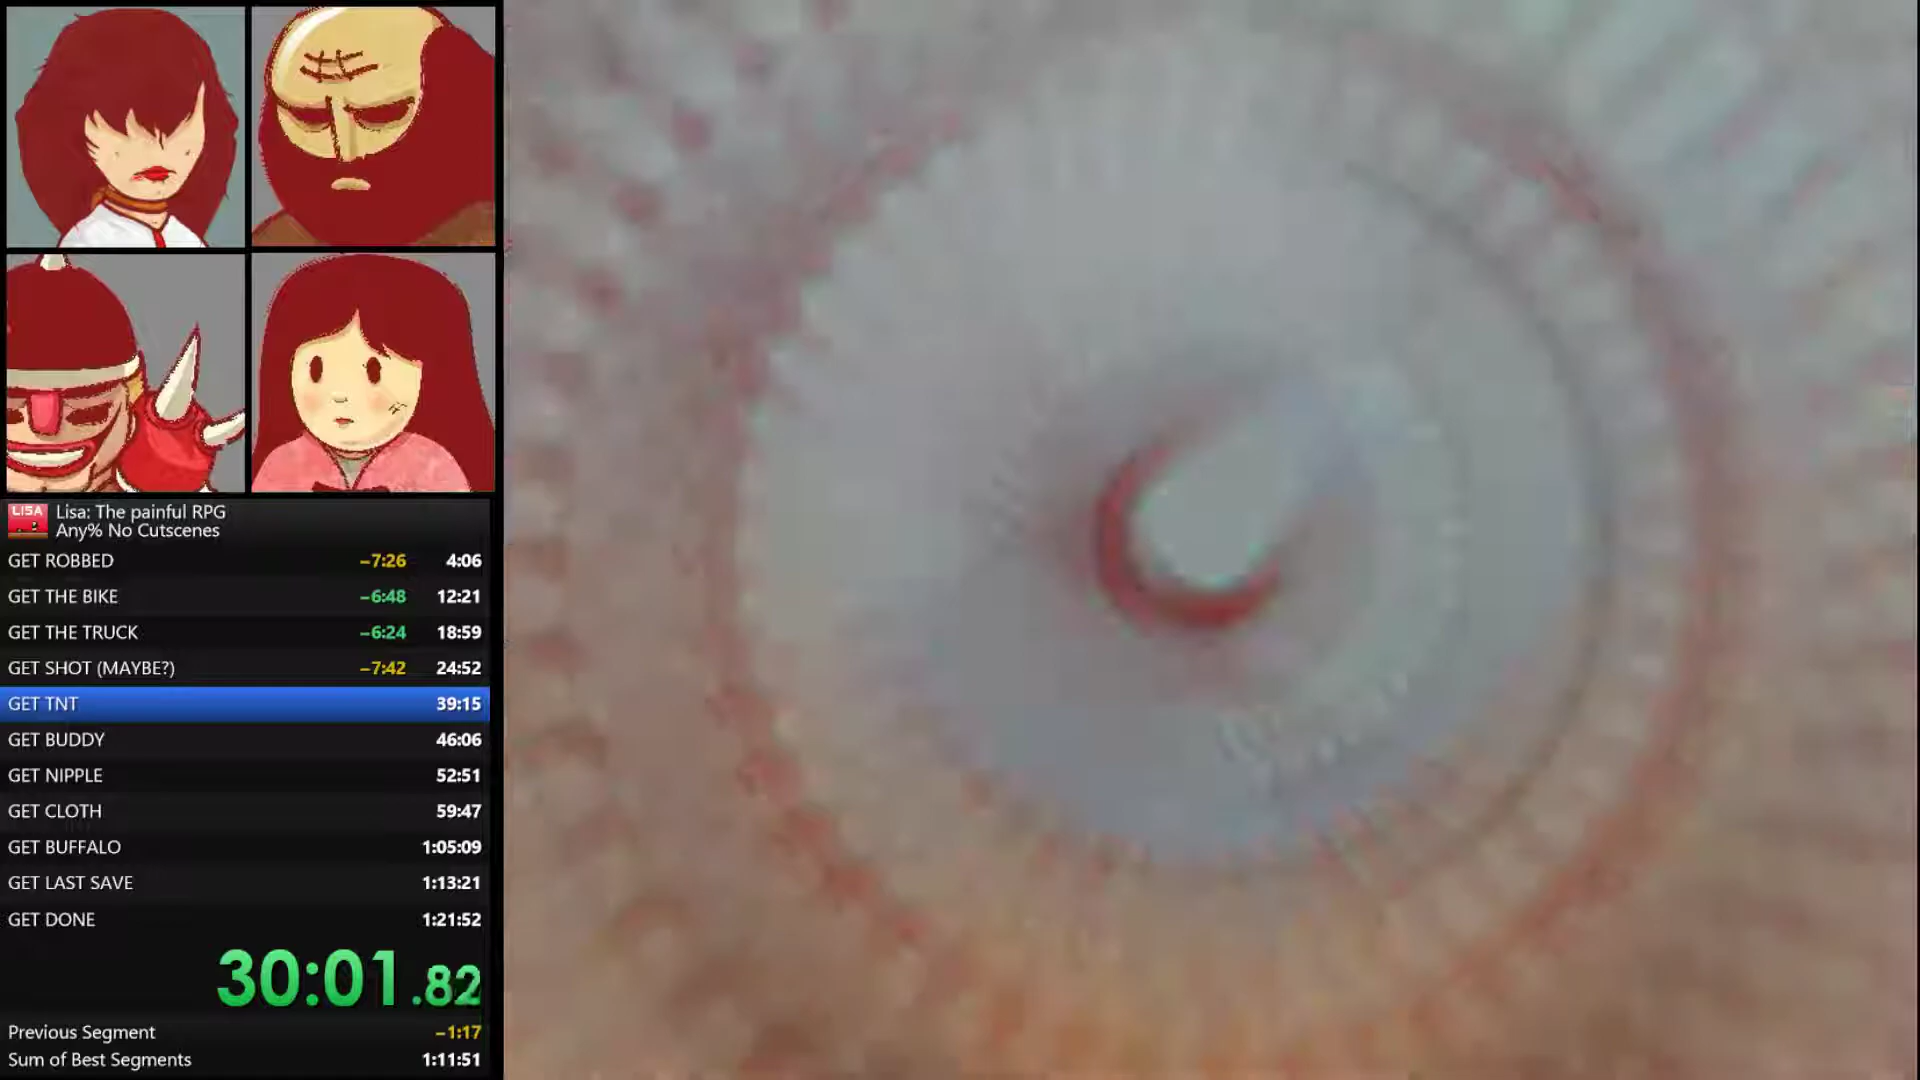 LISA
Lisa: The painful RPG
Any% No Cutscenes
GET ROBBED −7:26 4:06
GET THE BIKE −6:48 12:21
GET THE TRUCK −6:24 18:59
GET SHOT (MAYBE?) −7:42 24:52
GET TNT 39:15
GET BUDDY 46:06
GET NIPPLE 52:51
GET CLOTH 59:47
GET BUFFALO 1:05:09
GET LAST SAVE 1:13:21
GET DONE 1:21:52
30:01.82
Previous Segment −1:17
Sum of Best Segments 1:11:51